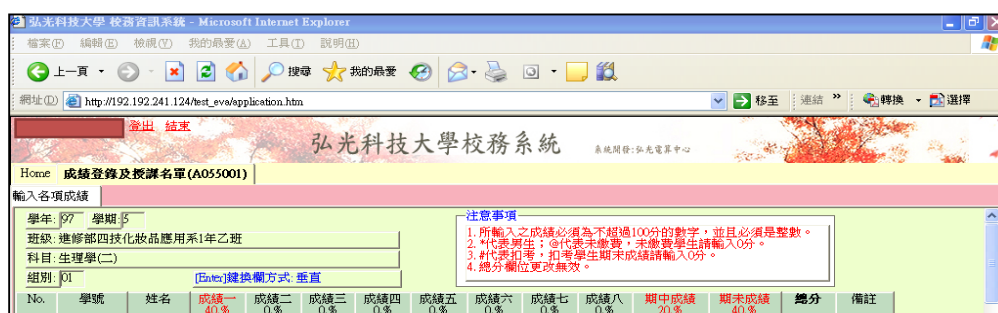 弘光科技大學 校務資訊系統 - Microsoft Internet Explorer
檔案(F) 編輯(E) 檢視(V) 我的最愛(A) 工具(T) 說明(H)
上一頁 搜尋 我的最愛
網址(D) http://192.192.241.124/test_eva/application.htm 移至 連結 » 轉換 選擇
登出 結束
弘光科技大學校務系統 系統開發:弘光電算中心
Home 成績登錄及授課名單(A055001)
輸入各項成績
學年: 97 學期: 5
班級: 進修部四技化妝品應用系1年乙班
科目: 生理學(二)
組別: 01 [Enter]鍵換欄方式: 垂直
注意事項
1. 所輸入之成績必須為不超過100分的數字，並且必須是整數。
2. *代表男生；@代表未繳費，未繳費學生請輸入0分。
3. #代表扣考，扣考學生期末成績請輸入0分。
4. 總分欄位更改無效。
No. 學號 姓名 成績一 成績二 成績三 成績四 成績五 成績六 成績七 成績八 期中成績 期末成績 總分 備註
40 % 0 % 0 % 0 % 0 % 0 % 0 % 0 % 20 % 40 %